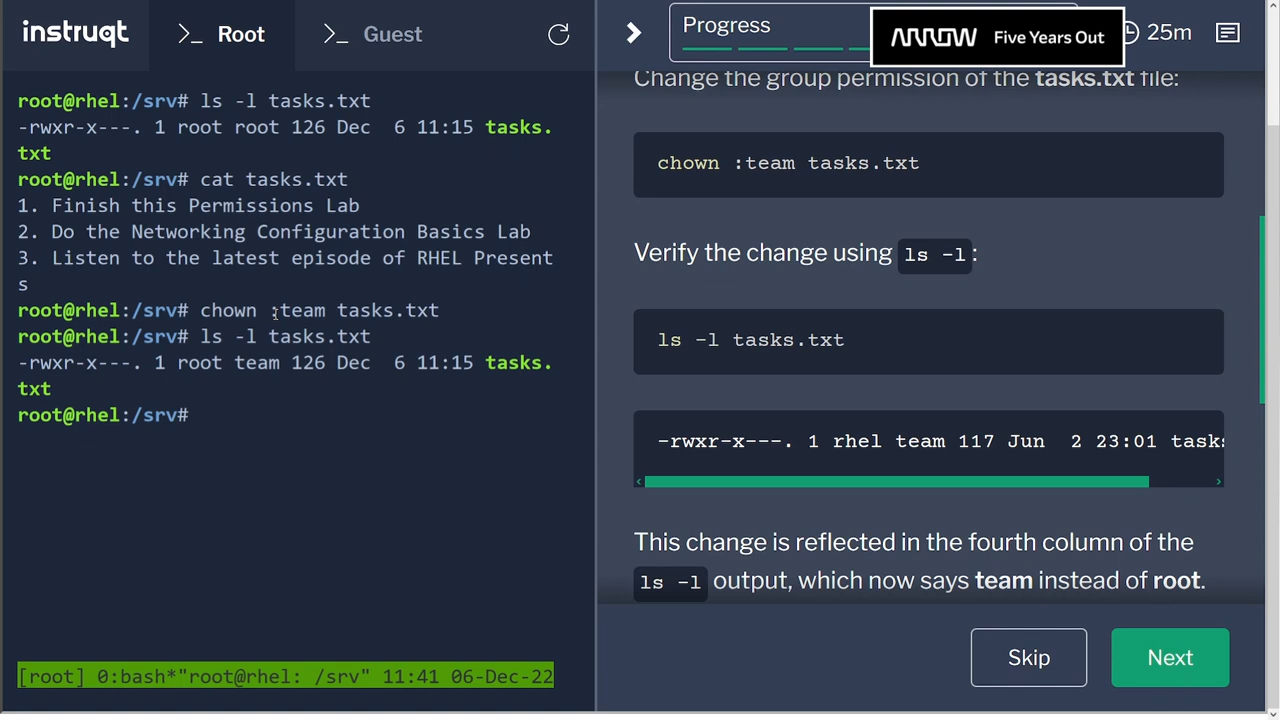 instruqt
>_ Root
>_ Guest
root@rhel:/srv# ls -l tasks.txt
-rwxr-x---. 1 root root 126 Dec  6 11:15 tasks.
txt
root@rhel:/srv# cat tasks.txt
1. Finish this Permissions Lab
2. Do the Networking Configuration Basics Lab
3. Listen to the latest episode of RHEL Present
s
root@rhel:/srv# chown :team tasks.txt
root@rhel:/srv# ls -l tasks.txt
-rwxr-x---. 1 root team 126 Dec  6 11:15 tasks.
txt
root@rhel:/srv#
[root] 0:bash*"root@rhel: /srv" 11:41 06-Dec-22
Progress
ARROW Five Years Out
25m
Change the group permission of the tasks.txt file:
chown :team tasks.txt
Verify the change using ls -l:
ls -l tasks.txt
-rwxr-x---. 1 rhel team 117 Jun  2 23:01 tasks
This change is reflected in the fourth column of the
ls -l output, which now says team instead of root.
Skip
Next